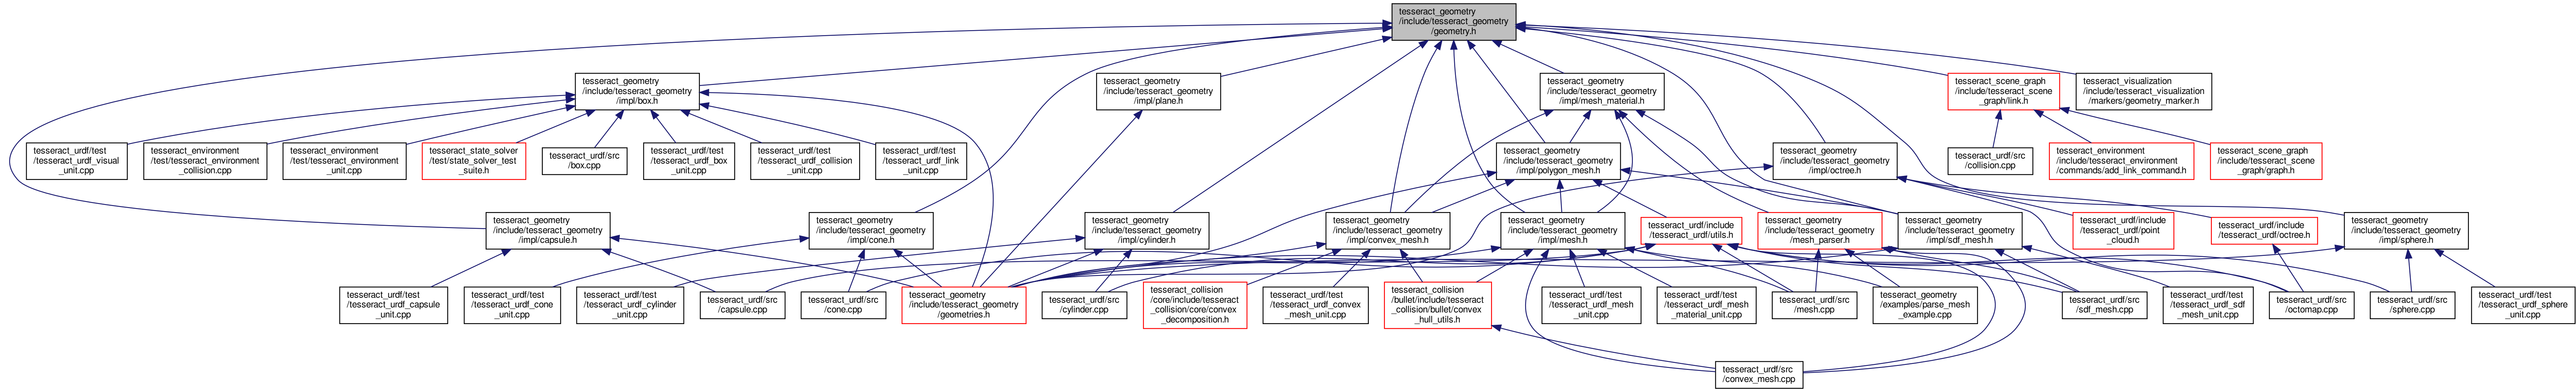 tesseract_geometry
/include/tesseract_geometry
/geometry.h
tesseract_geometry
/include/tesseract_geometry
/impl/box.h
tesseract_geometry
/include/tesseract_geometry
/impl/plane.h
tesseract_geometry
/include/tesseract_geometry
/impl/mesh_material.h
tesseract_scene_graph
/include/tesseract_scene
_graph/link.h
tesseract_visualization
/include/tesseract_visualization
/markers/geometry_marker.h
tesseract_urdf/test
/tesseract_urdf_visual
_unit.cpp
tesseract_environment
/test/tesseract_environment
_collision.cpp
tesseract_environment
/test/tesseract_environment
_unit.cpp
tesseract_state_solver
/test/state_solver_test
_suite.h
tesseract_urdf/src
/box.cpp
tesseract_urdf/test
/tesseract_urdf_box
_unit.cpp
tesseract_urdf/test
/tesseract_urdf_collision
_unit.cpp
tesseract_urdf/test
/tesseract_urdf_link
_unit.cpp
tesseract_geometry
/include/tesseract_geometry
/impl/polygon_mesh.h
tesseract_geometry
/include/tesseract_geometry
/impl/octree.h
tesseract_urdf/src
/collision.cpp
tesseract_environment
/include/tesseract_environment
/commands/add_link_command.h
tesseract_scene_graph
/include/tesseract_scene
_graph/graph.h
tesseract_geometry
/include/tesseract_geometry
/impl/capsule.h
tesseract_geometry
/include/tesseract_geometry
/impl/cone.h
tesseract_geometry
/include/tesseract_geometry
/impl/cylinder.h
tesseract_geometry
/include/tesseract_geometry
/impl/convex_mesh.h
tesseract_geometry
/include/tesseract_geometry
/impl/mesh.h
tesseract_urdf/include
/tesseract_urdf/utils.h
tesseract_geometry
/include/tesseract_geometry
/mesh_parser.h
tesseract_geometry
/include/tesseract_geometry
/impl/sdf_mesh.h
tesseract_urdf/include
/tesseract_urdf/point
_cloud.h
tesseract_urdf/include
/tesseract_urdf/octree.h
tesseract_geometry
/include/tesseract_geometry
/impl/sphere.h
tesseract_urdf/test
/tesseract_urdf_capsule
_unit.cpp
tesseract_urdf/test
/tesseract_urdf_cone
_unit.cpp
tesseract_urdf/test
/tesseract_urdf_cylinder
_unit.cpp
tesseract_urdf/src
/capsule.cpp
tesseract_urdf/src
/cone.cpp
tesseract_geometry
/include/tesseract_geometry
/geometries.h
tesseract_urdf/src
/cylinder.cpp
tesseract_collision
/core/include/tesseract
_collision/core/convex
_decomposition.h
tesseract_urdf/test
/tesseract_urdf_convex
_mesh_unit.cpp
tesseract_collision
/bullet/include/tesseract
_collision/bullet/convex
_hull_utils.h
tesseract_urdf/test
/tesseract_urdf_mesh
_unit.cpp
tesseract_urdf/test
/tesseract_urdf_mesh
_material_unit.cpp
tesseract_urdf/src
/mesh.cpp
tesseract_geometry
/examples/parse_mesh
_example.cpp
tesseract_urdf/src
/sdf_mesh.cpp
tesseract_urdf/test
/tesseract_urdf_sdf
_mesh_unit.cpp
tesseract_urdf/src
/octomap.cpp
tesseract_urdf/src
/sphere.cpp
tesseract_urdf/test
/tesseract_urdf_sphere
_unit.cpp
tesseract_urdf/src
/convex_mesh.cpp